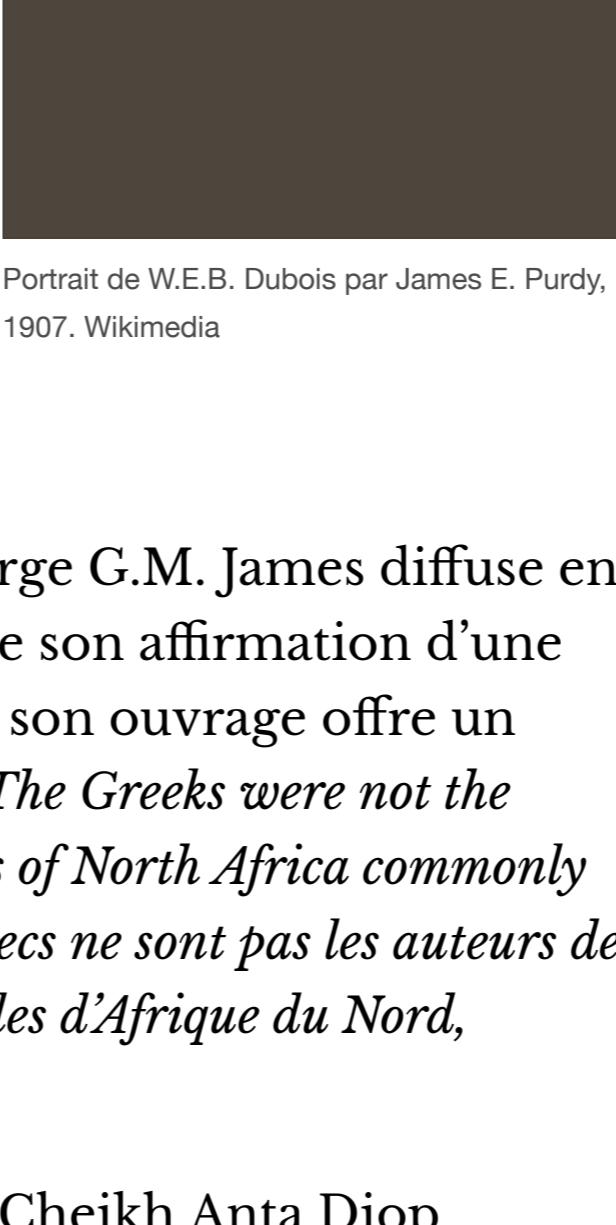 Portrait de W.E.B. Dubois par James E. Purdy,
1907. Wikimedia
rge G.M. James diffuse en
e son affirmation d’une
son ouvrage offre un
The Greeks were not the
s of North Africa commonly
ecs ne sont pas les auteurs de
les d’Afrique du Nord,
Cheikh Anta Diop